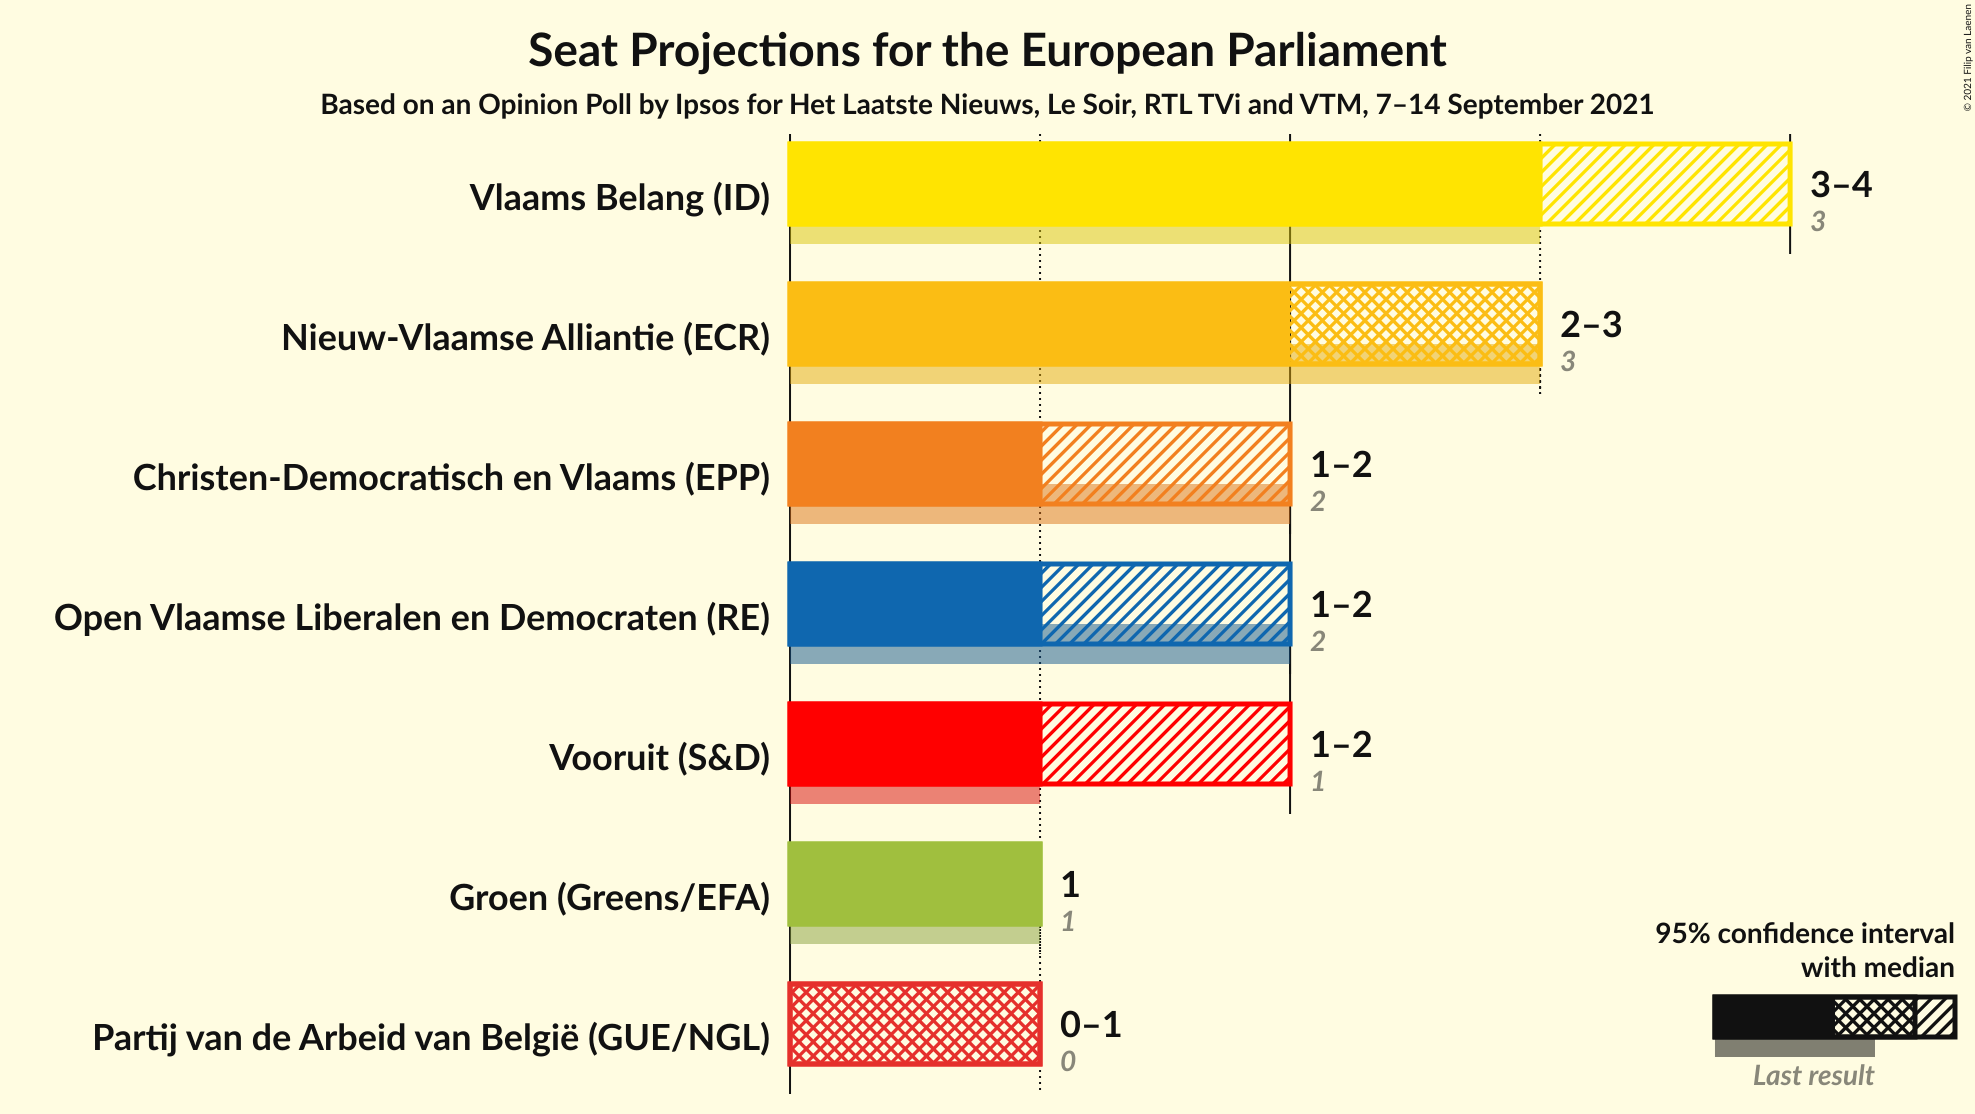 Seat Projections for the European Parliament
Based on an Opinion Poll by Ipsos for Het Laatste Nieuws, Le Soir, RTL TVi and VTM, 7–14 September 2021
© 2021 Filip van Laenen
Vlaams Belang (ID)
3–4
3
Nieuw-Vlaamse Alliantie (ECR)
2–3
3
Christen-Democratisch en Vlaams (EPP)
1–2
2
Open Vlaamse Liberalen en Democraten (RE)
1–2
2
Vooruit (S&D)
1–2
1
Groen (Greens/EFA)
1
1
Partij van de Arbeid van België (GUE/NGL)
0–1
0
95% confidence interval
with median
Last result